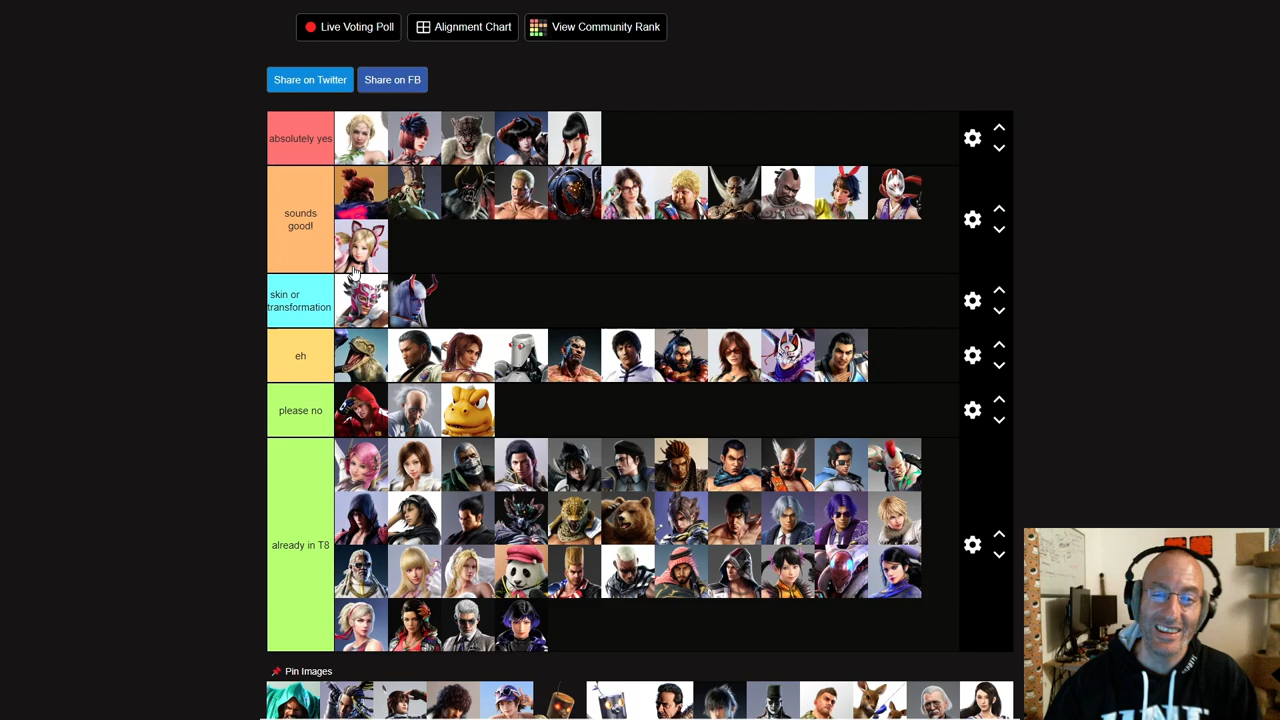 Live Voting Poll
Alignment Chart
View Community Rank
Share on Twitter
Share on FB
absolutely yes
sounds
good!
skin or
transformation
eh
please no
already in T8
Pin Images